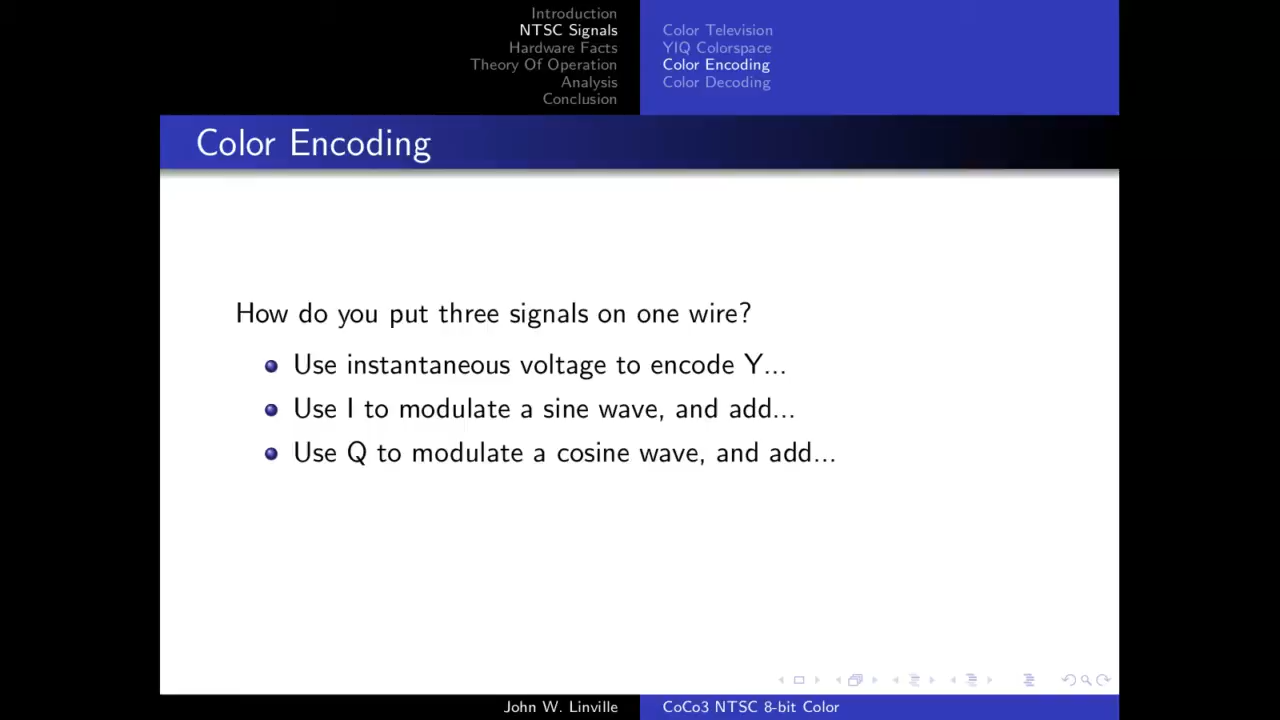 Introduction
NTSC Signals
Hardware Facts
Theory Of Operation
Analysis
Conclusion
Color Television
YIQ Colorspace
Color Encoding
Color Decoding
Color Encoding
How do you put three signals on one wire?
Use instantaneous voltage to encode Y...
Use I to modulate a sine wave, and add...
Use Q to modulate a cosine wave, and add...
John W. Linville
CoCo3 NTSC 8-bit Color